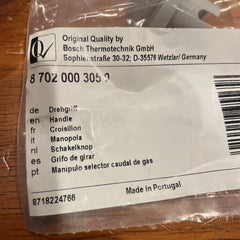 QV
Original Quality by
Bosch Thermotechnik GmbH
Sophienstraße 30-32; D-35576 Wetzlar/ Germany
8 702 000 305 0
de Drehgriff
en Handle
fr Croisillon
it Manopola
nl Schakelknop
es Grifo de girar
pt Manipulo selector caudal de gás
Made in Portugal
8718224766